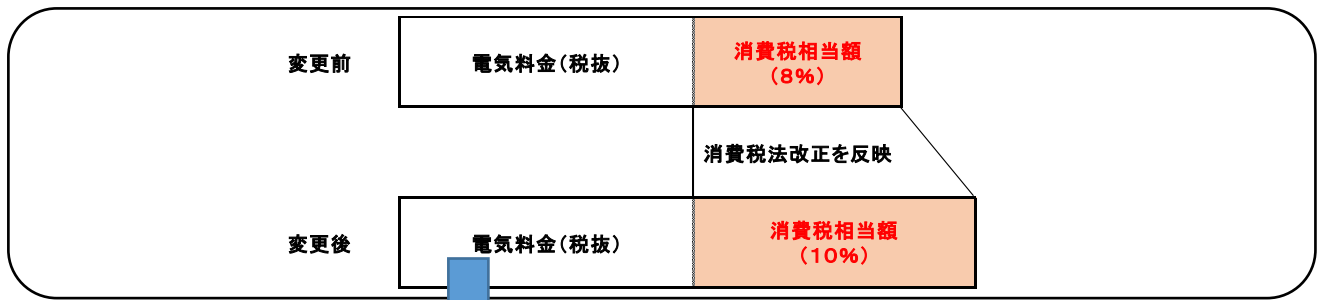 変更前
電気料金(税抜)
消費税相当額
(8%)
消費税法改正を反映
変更後
電気料金(税抜)
消費税相当額
(10%)